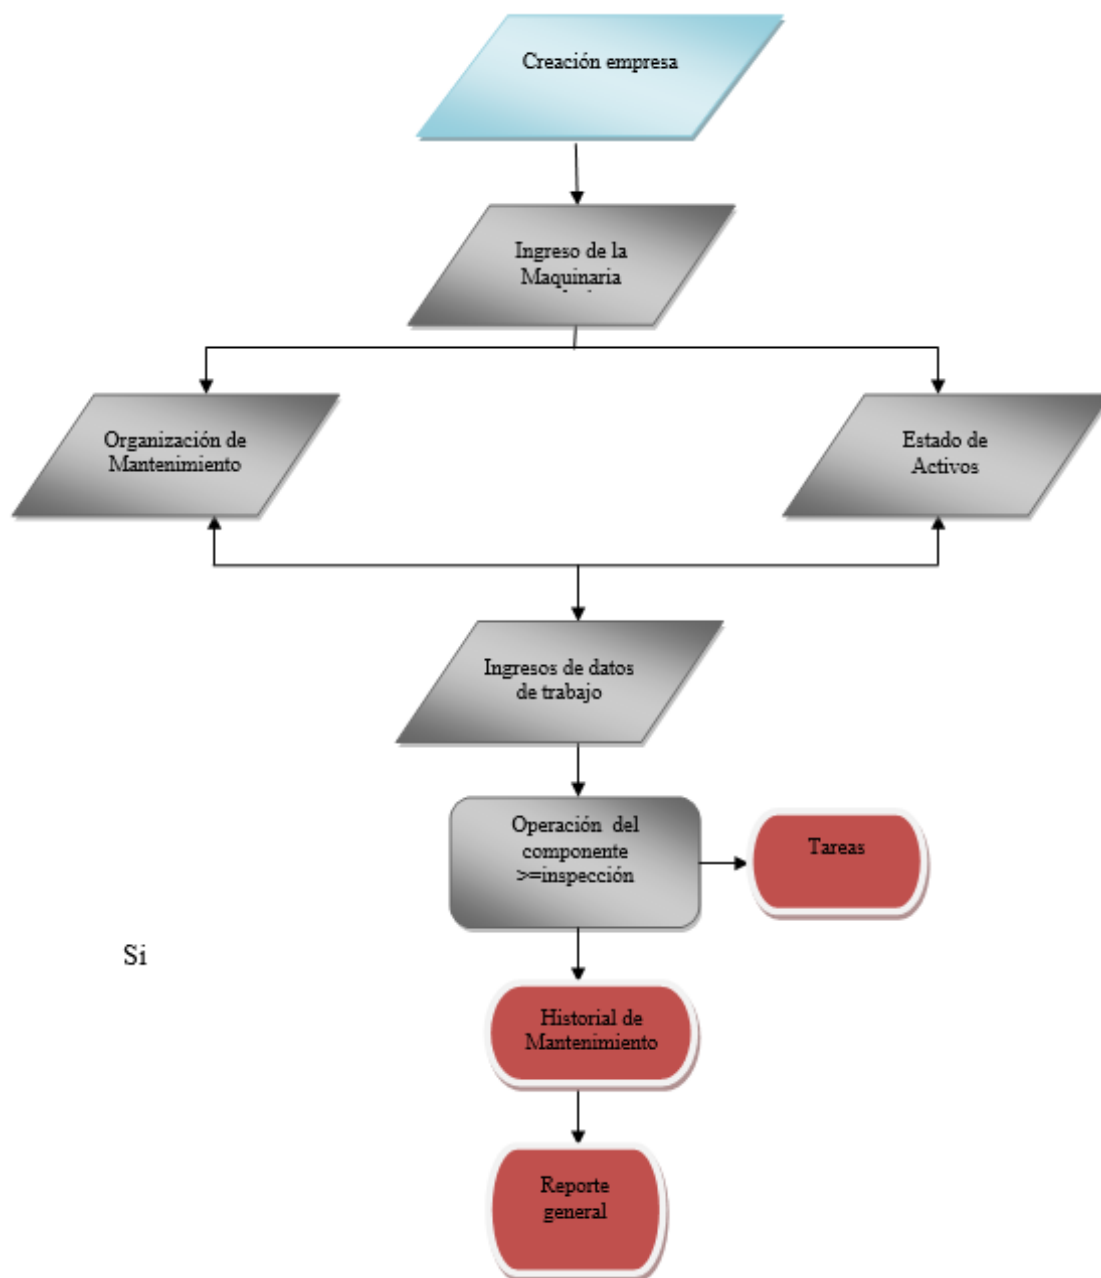 Creación empresa
Ingreso de la
Maquinaria
Organización de
Mantenimiento
Estado de
Activos
Ingresos de datos
de trabajo
Operación del
componente
>=inspección
Tareas
Si
Historial de
Mantenimiento
Reporte
general